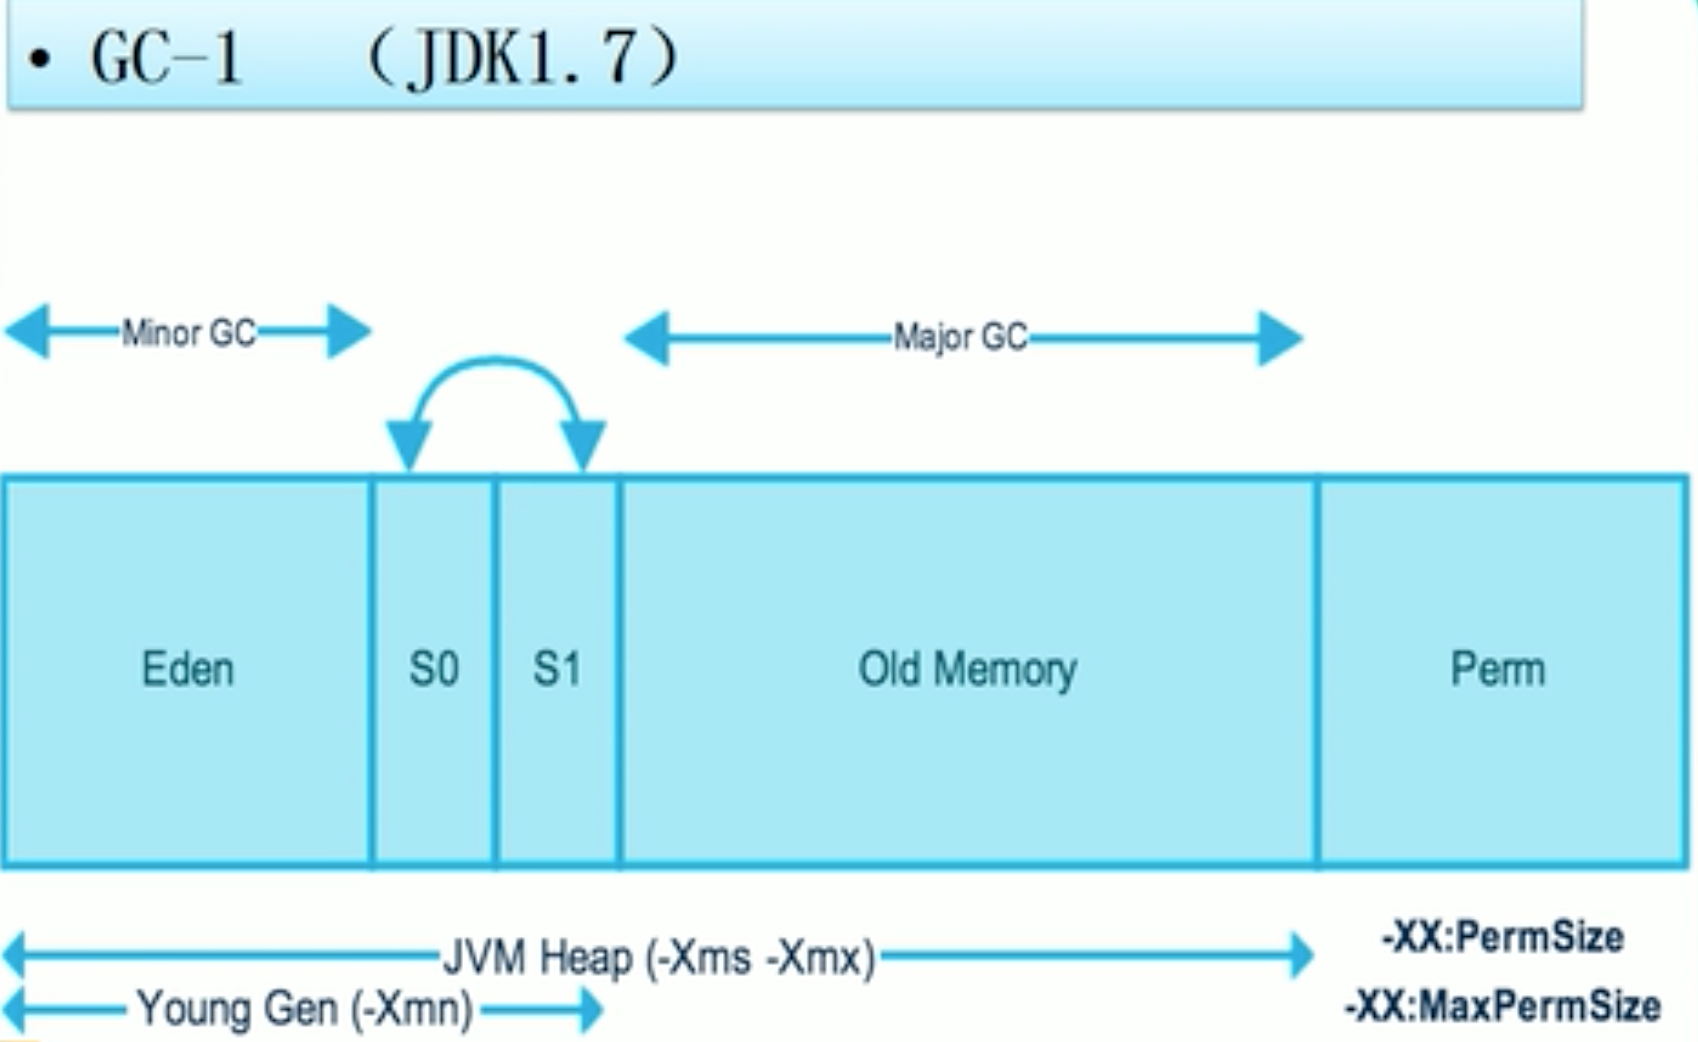 • GC-1 （JDK1.7）
Minor GC
Major GC
Eden
S0
S1
Old Memory
Perm
JVM Heap (-Xms -Xmx)
-XX:PermSize
Young Gen (-Xmn)
-XX:MaxPermSize